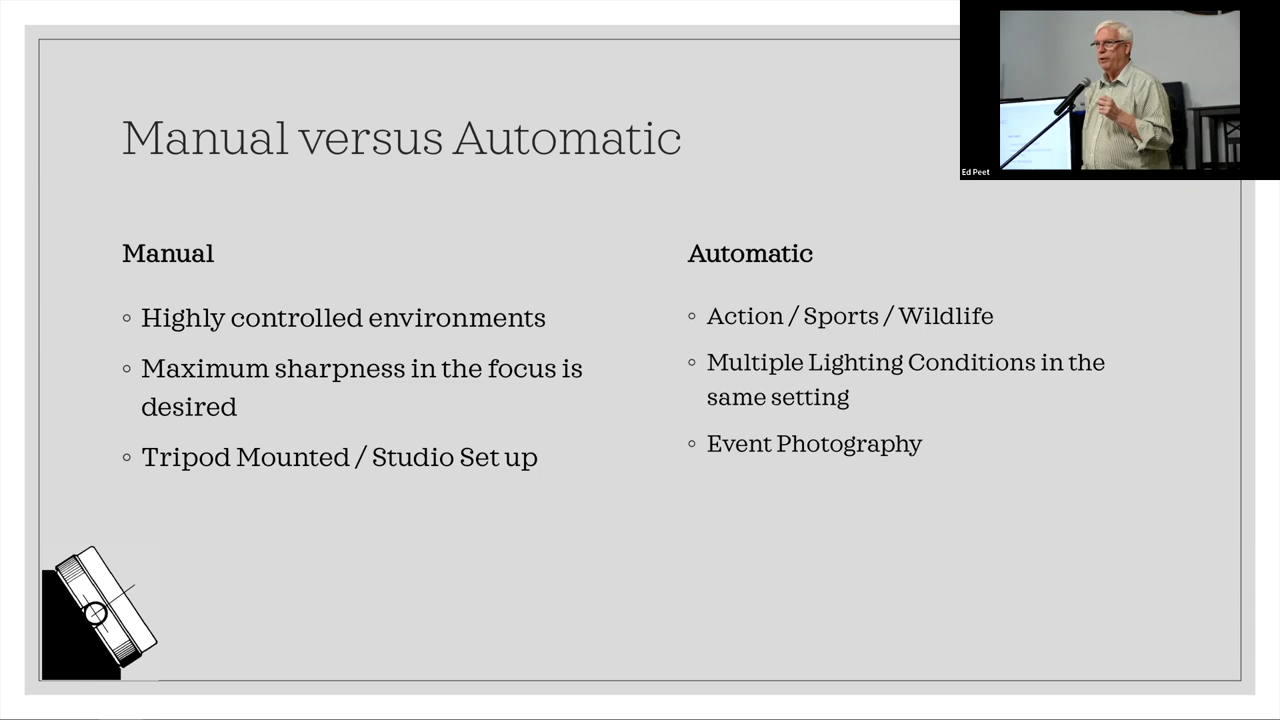 Manual versus Automatic
Ed Peet
Manual
◦ Highly controlled environments
◦ Maximum sharpness in the focus is
desired
◦ Tripod Mounted / Studio Set up
Automatic
◦ Action / Sports / Wildlife
◦ Multiple Lighting Conditions in the
same setting
◦ Event Photography